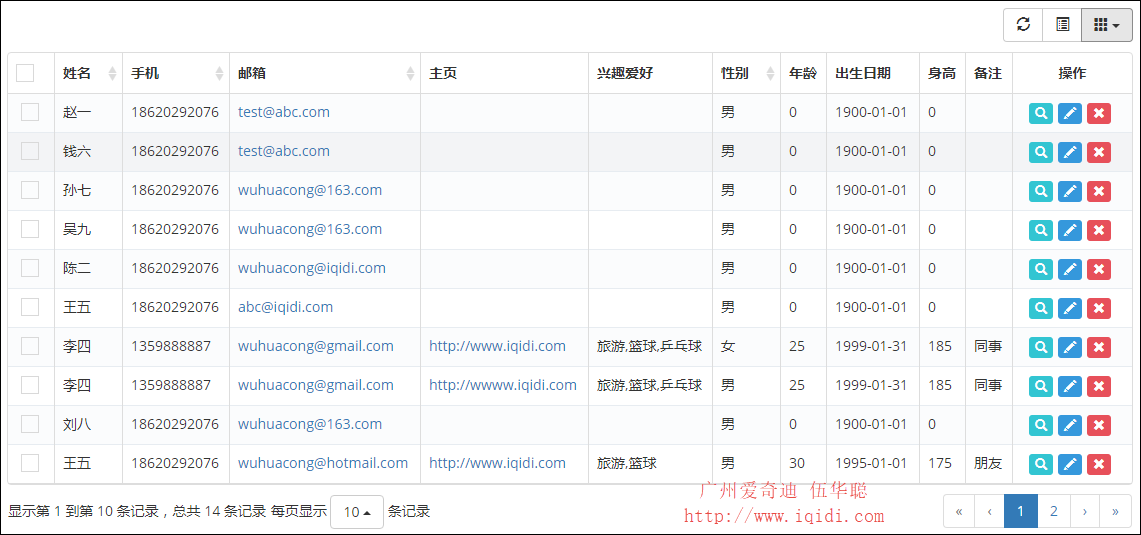 姓名 手机 邮箱 主页 兴趣爱好 性别 年龄 出生日期 身高 备注 操作
赵一 18620292076 test@abc.com 男 0 1900-01-01 0
钱六 18620292076 test@abc.com 男 0 1900-01-01 0
孙七 18620292076 wuhuacong@163.com 男 0 1900-01-01 0
吴九 18620292076 wuhuacong@163.com 男 0 1900-01-01 0
陈二 18620292076 wuhuacong@iqidi.com 男 0 1900-01-01 0
王五 18620292076 abc@iqidi.com 男 0 1900-01-01 0
李四 1359888887 wuhuacong@gmail.com http://www.iqidi.com 旅游,篮球,乒乓球 女 25 1999-01-31 185 同事
李四 1359888887 wuhuacong@gmail.com http://wwww.iqidi.com 旅游,篮球,乒乓球 男 25 1999-01-31 185 同事
刘八 18620292076 wuhuacong@163.com 男 0 1900-01-01 0
王五 18620292076 wuhuacong@hotmail.com http://www.iqidi.com 旅游,篮球 男 30 1995-01-01 175 朋友
广州爱奇迪 伍华聪
http://www.iqidi.com
显示第 1 到第 10 条记录，总共 14 条记录 每页显示 10 条记录 « ‹ 1 2 › »